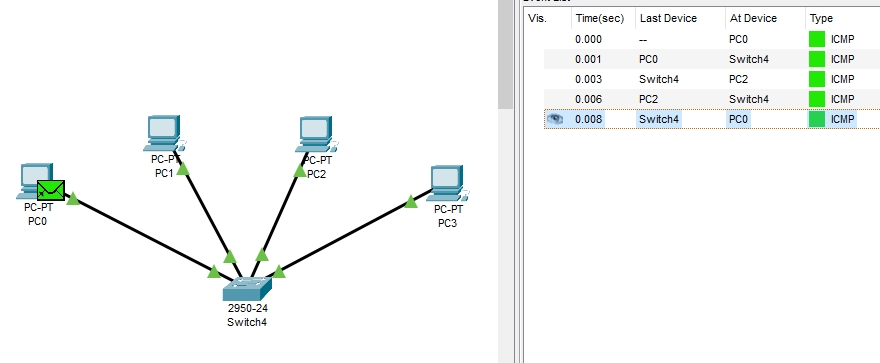 Vis.
Time(sec)
Last Device
At Device
Type
0.000
--
PC0
ICMP
0.001
PC0
Switch4
ICMP
0.003
Switch4
PC2
ICMP
0.006
PC2
Switch4
ICMP
0.008
Switch4
PC0
ICMP
PC-PT
PC0
PC-PT
PC1
PC-PT
PC2
PC-PT
PC3
2950-24
Switch4